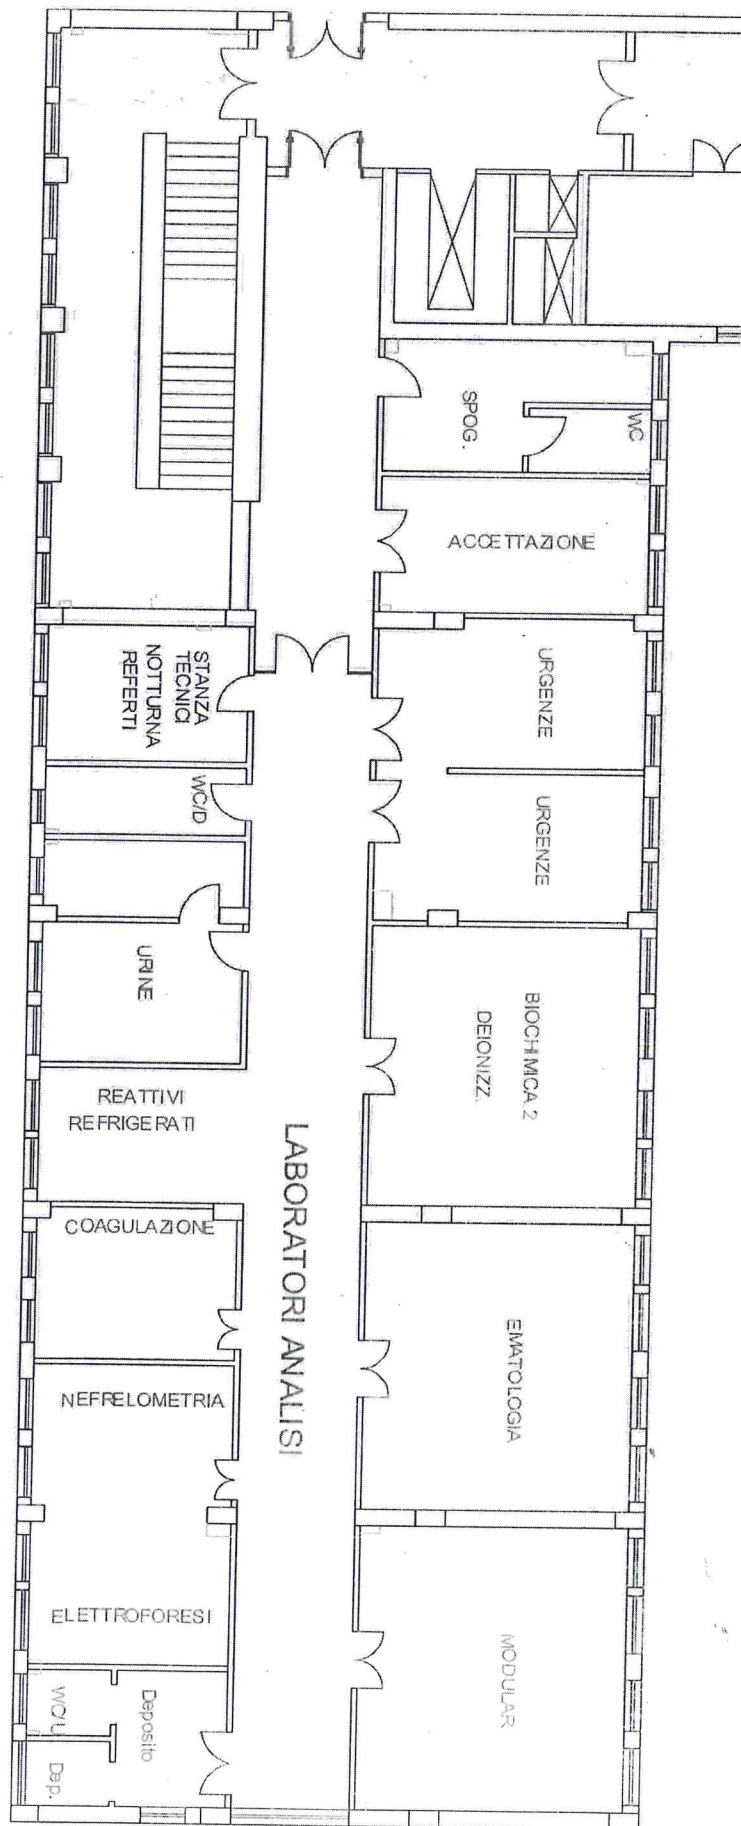 SPOG.
WC
ACCETTAZIONE
STANZA
TECNICI
NOTTURNA
REFERTI
URGENZE
WC/D
URGENZE
URINE
BIOCHIMICA 2
DEIONIZZ.
REATTIVI
REFRIGERATI
LABORATORI ANALISI
COAGULAZIONE
EMATOLOGIA
NEFRELOMETRIA
ELETTROFORESI
MODULAR
WC/U
Deposito
Dep.